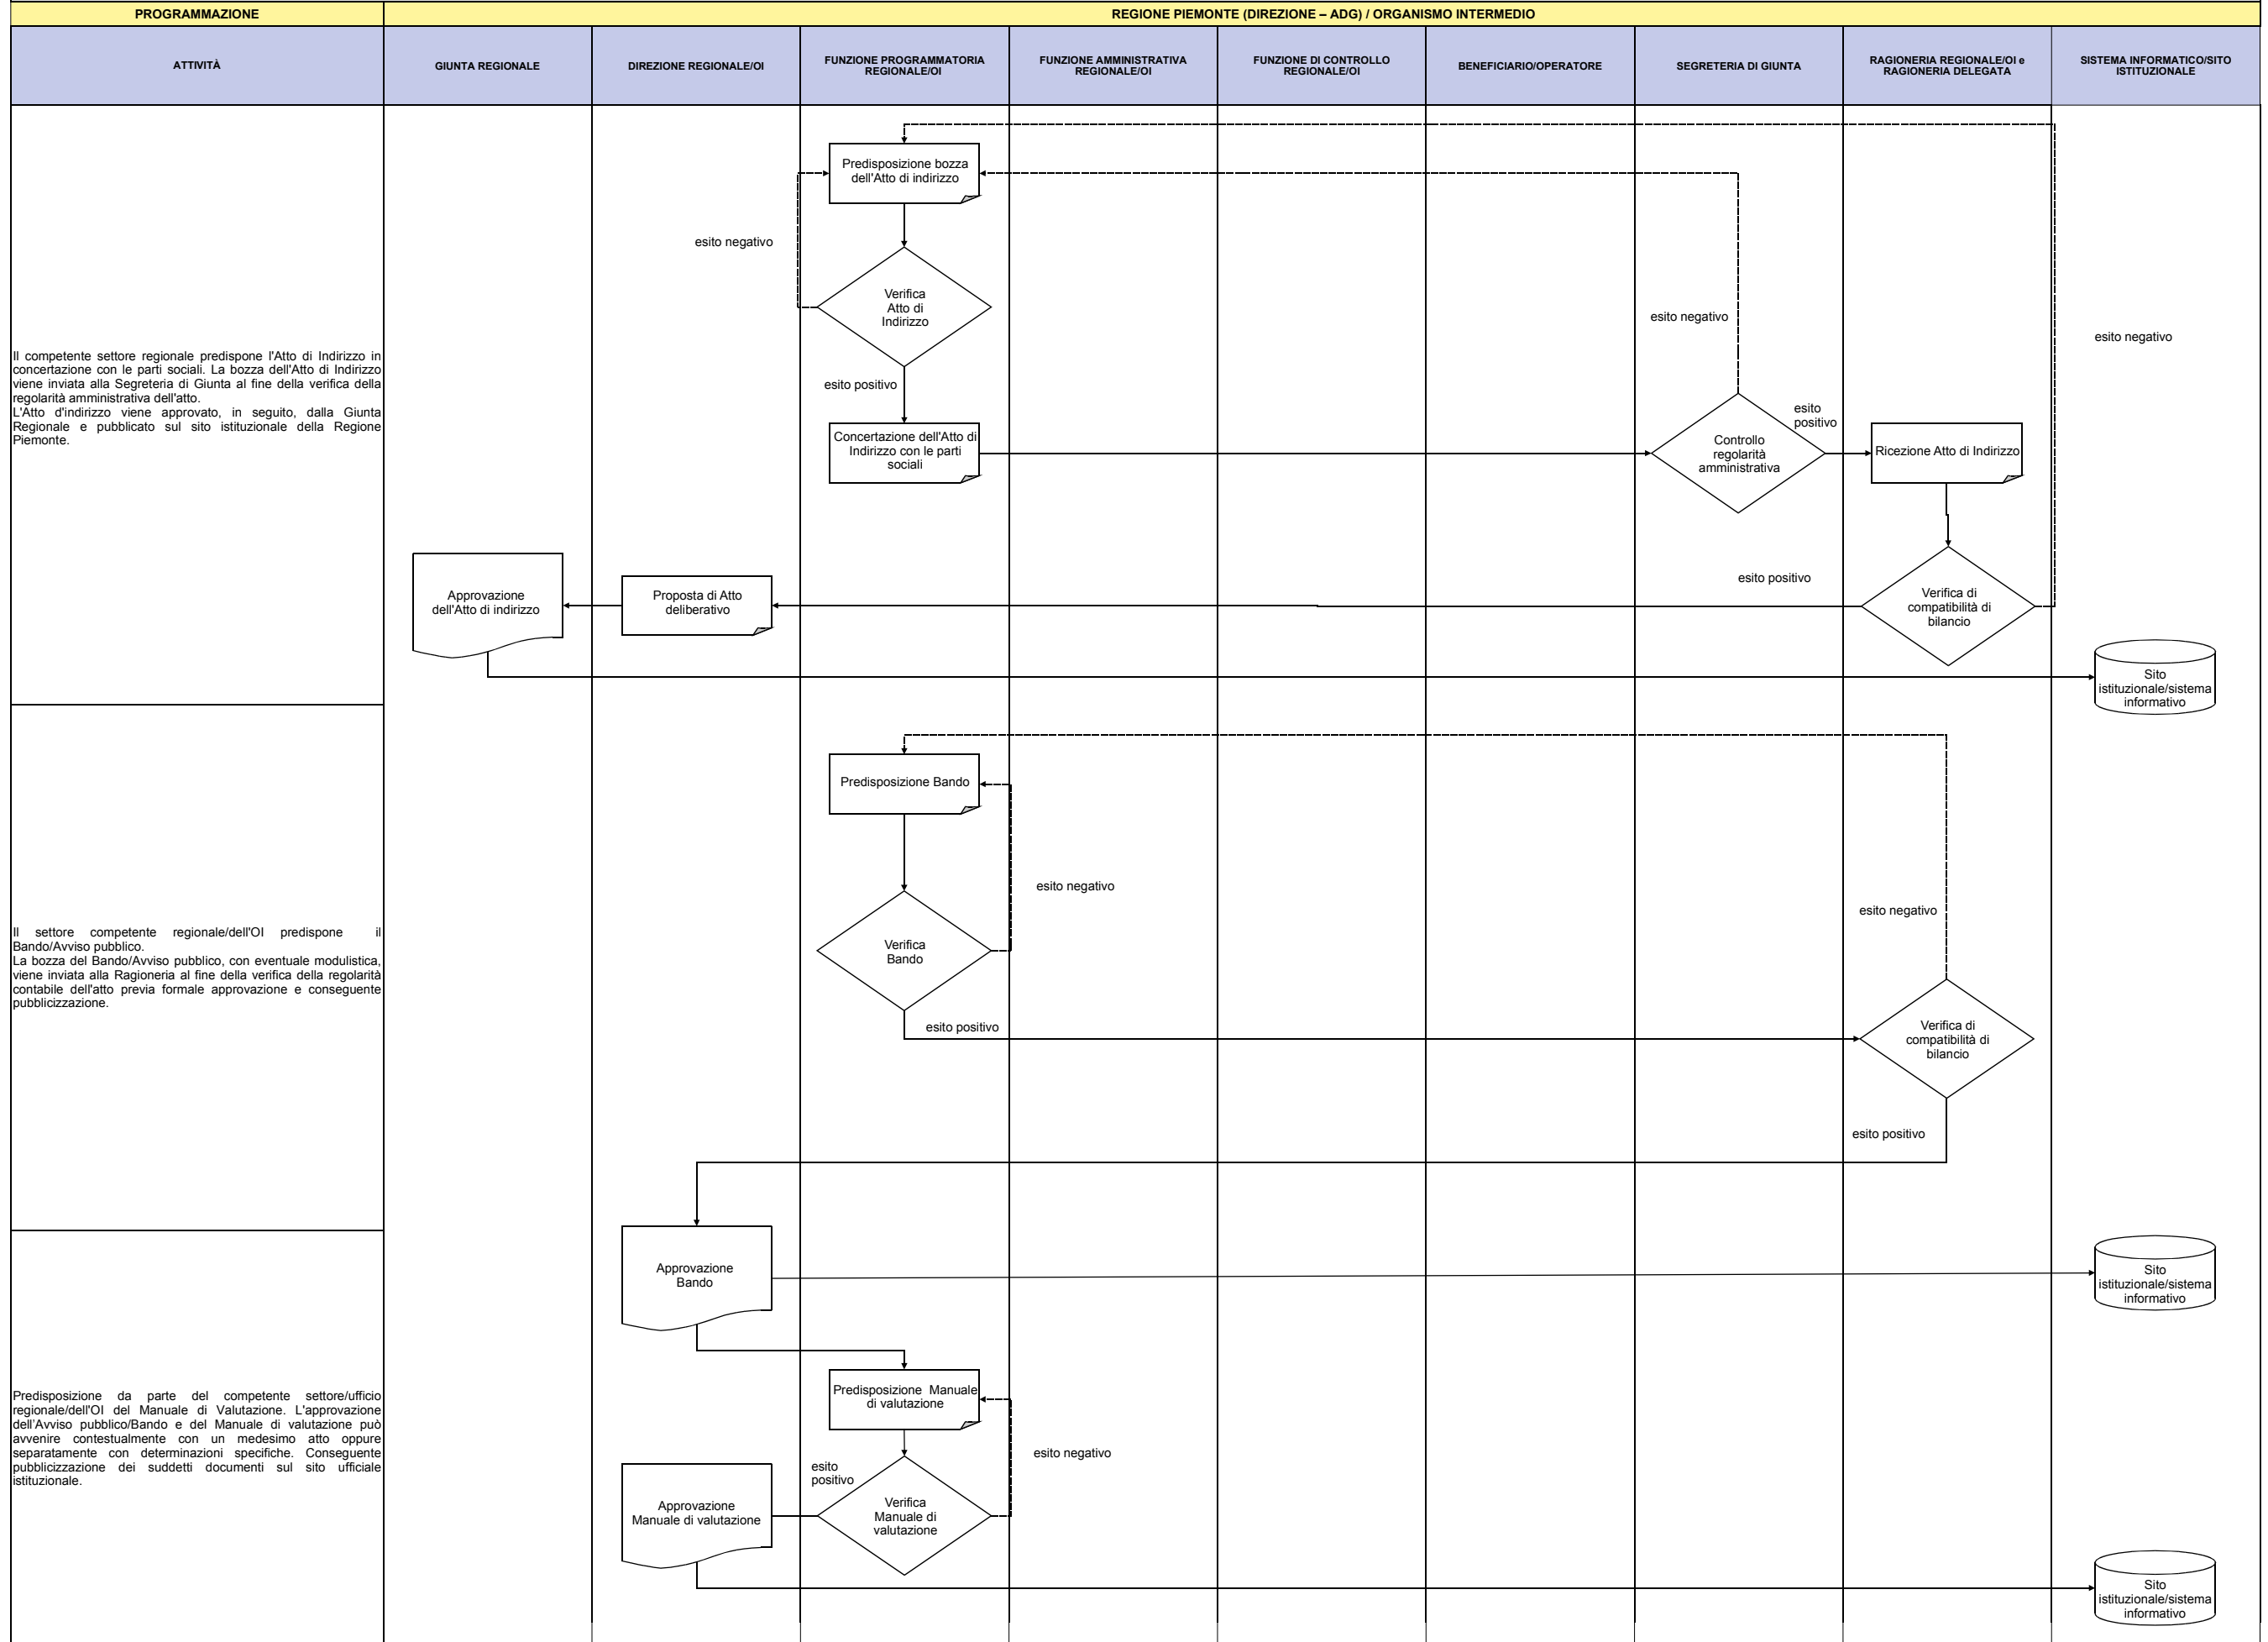 PROGRAMMAZIONE
REGIONE PIEMONTE (DIREZIONE – ADG) / ORGANISMO INTERMEDIO
ATTIVITÀ
GIUNTA REGIONALE
DIREZIONE REGIONALE/OI
FUNZIONE PROGRAMMATORIA
REGIONALE/OI
FUNZIONE AMMINISTRATIVA
REGIONALE/OI
FUNZIONE DI CONTROLLO
REGIONALE/OI
BENEFICIARIO/OPERATORE
SEGRETERIA DI GIUNTA
RAGIONERIA REGIONALE/OI e
RAGIONERIA DELEGATA
SISTEMA INFORMATICO/SITO
ISTITUZIONALE
Il competente settore regionale predispone l'Atto di Indirizzo in
concertazione con le parti sociali. La bozza dell'Atto di Indirizzo
viene inviata alla Segreteria di Giunta al fine della verifica della
regolarità amministrativa dell'atto.
L'Atto d'indirizzo viene approvato, in seguito, dalla Giunta
Regionale e pubblicato sul sito istituzionale della Regione
Piemonte.
Predisposizione bozza
dell'Atto di indirizzo
esito negativo
Verifica
Atto di
Indirizzo
esito positivo
Concertazione dell'Atto di
Indirizzo con le parti
sociali
esito negativo
Controllo
regolarità
amministrativa
esito
positivo
Ricezione Atto di Indirizzo
esito negativo
Verifica di
compatibilità di
bilancio
esito positivo
Proposta di Atto
deliberativo
Approvazione
dell'Atto di indirizzo
Sito
istituzionale/sistema
informativo
Il settore competente regionale/dell'OI predispone il
Bando/Avviso pubblico.
La bozza del Bando/Avviso pubblico, con eventuale modulistica,
viene inviata alla Ragioneria al fine della verifica della regolarità
contabile dell'atto previa formale approvazione e conseguente
pubblicizzazione.
Predisposizione Bando
esito negativo
Verifica
Bando
esito positivo
esito negativo
Verifica di
compatibilità di
bilancio
esito positivo
Approvazione
Bando
Sito
istituzionale/sistema
informativo
Predisposizione da parte del competente settore/ufficio
regionale/dell'OI del Manuale di Valutazione. L'approvazione
dell'Avviso pubblico/Bando e del Manuale di valutazione può
avvenire contestualmente con un medesimo atto oppure
separatamente con determinazioni specifiche. Conseguente
pubblicizzazione dei suddetti documenti sul sito ufficiale
istituzionale.
Predisposizione Manuale
di valutazione
esito negativo
esito
positivo
Verifica
Manuale di
valutazione
Approvazione
Manuale di valutazione
Sito
istituzionale/sistema
informativo